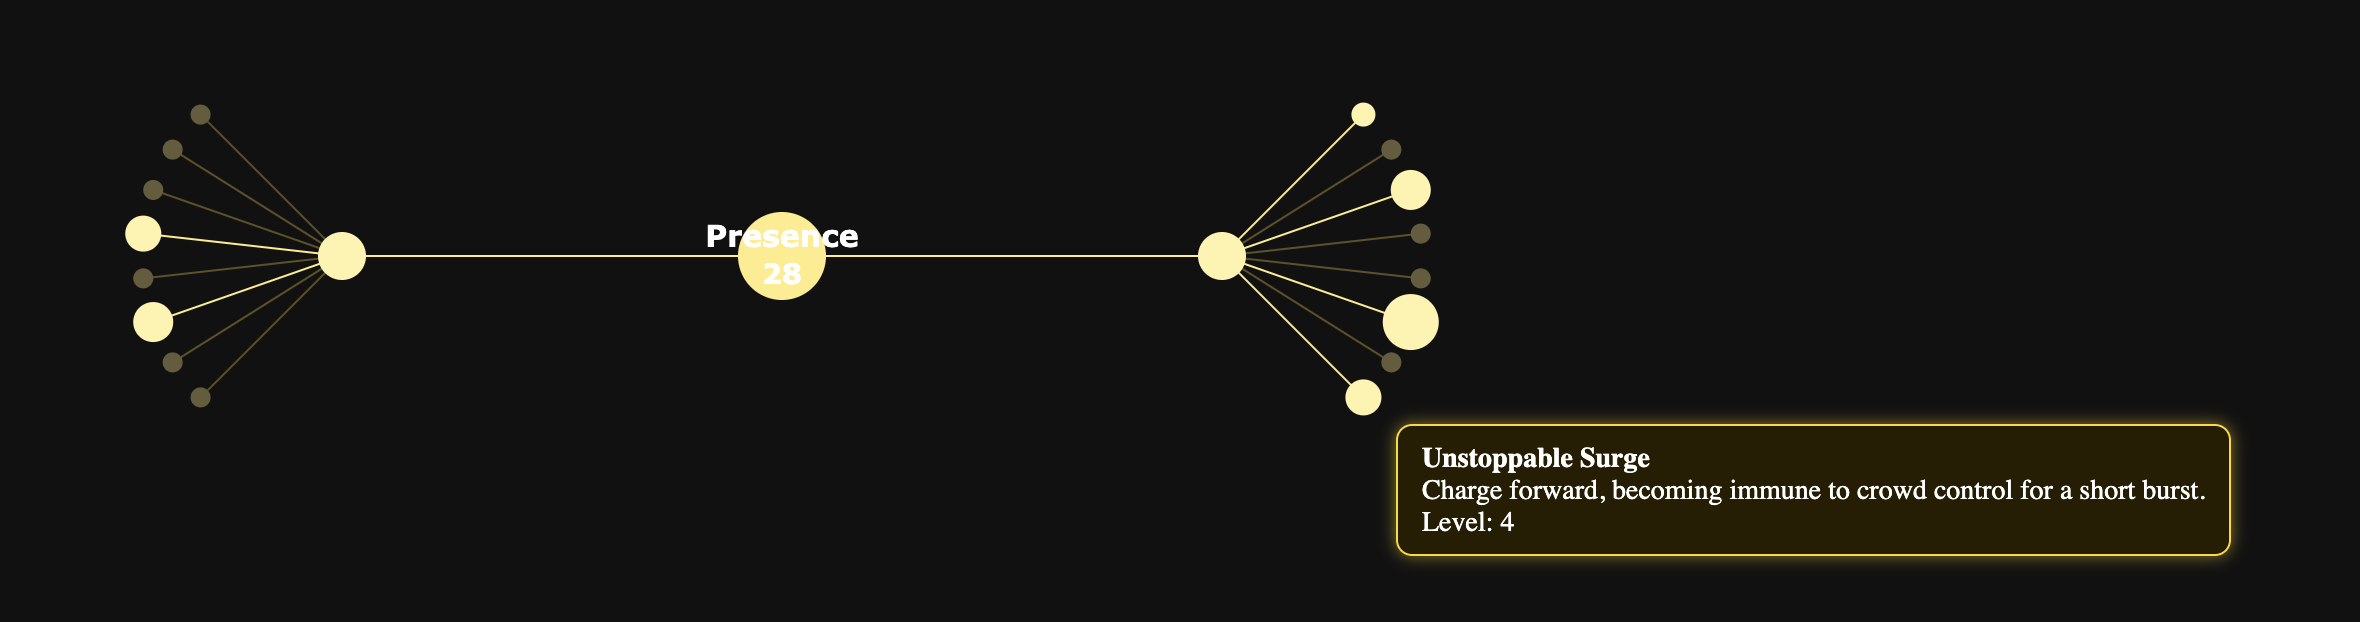 Presence
28
Unstoppable Surge
Charge forward, becoming immune to crowd control for a short burst.
Level: 4